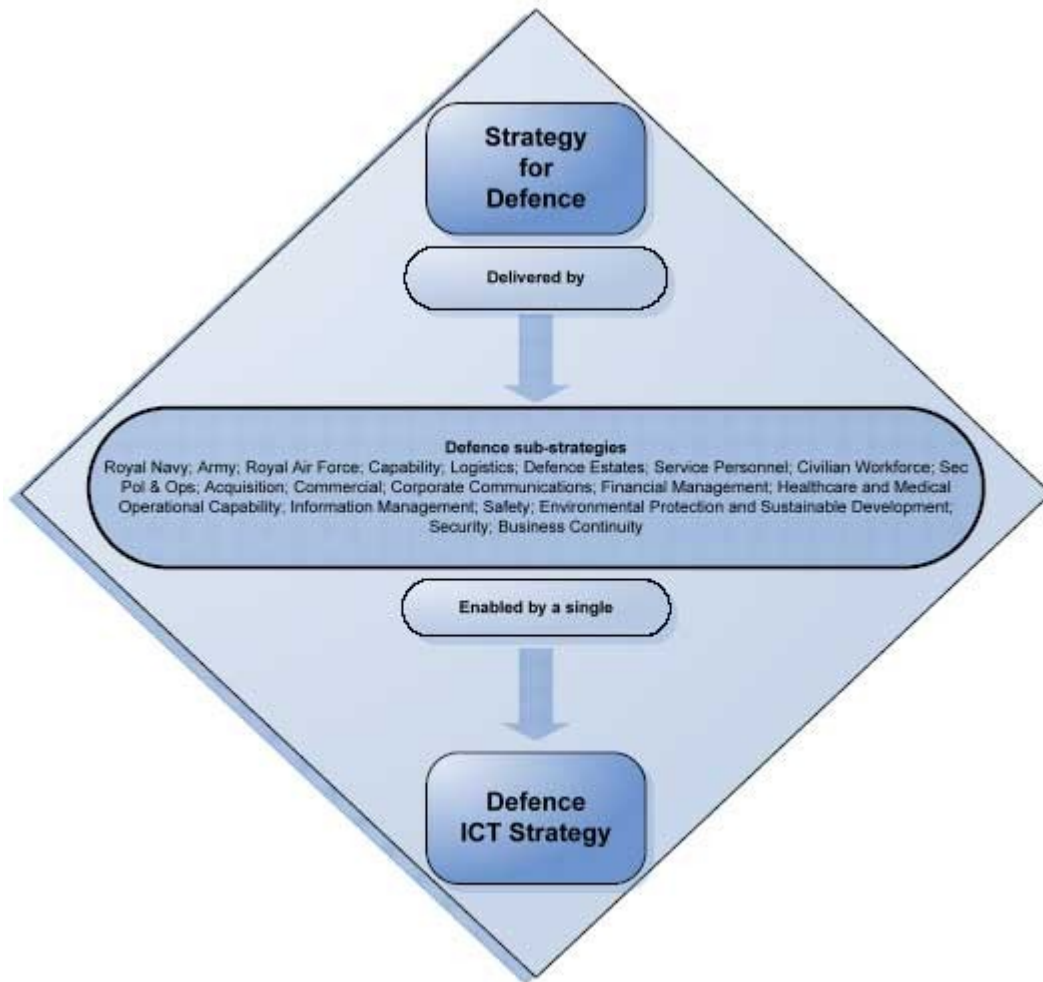 Strategy
for
Defence
Delivered by
Defence sub-strategies
Royal Navy; Army; Royal Air Force; Capability; Logistics; Defence Estates; Service Personnel; Civilian Workforce; Sec
Pol & Ops; Acquisition; Commercial; Corporate Communications; Financial Management; Healthcare and Medical
Operational Capability; Information Management; Safety; Environmental Protection and Sustainable Development;
Security; Business Continuity
Enabled by a single
Defence
ICT Strategy